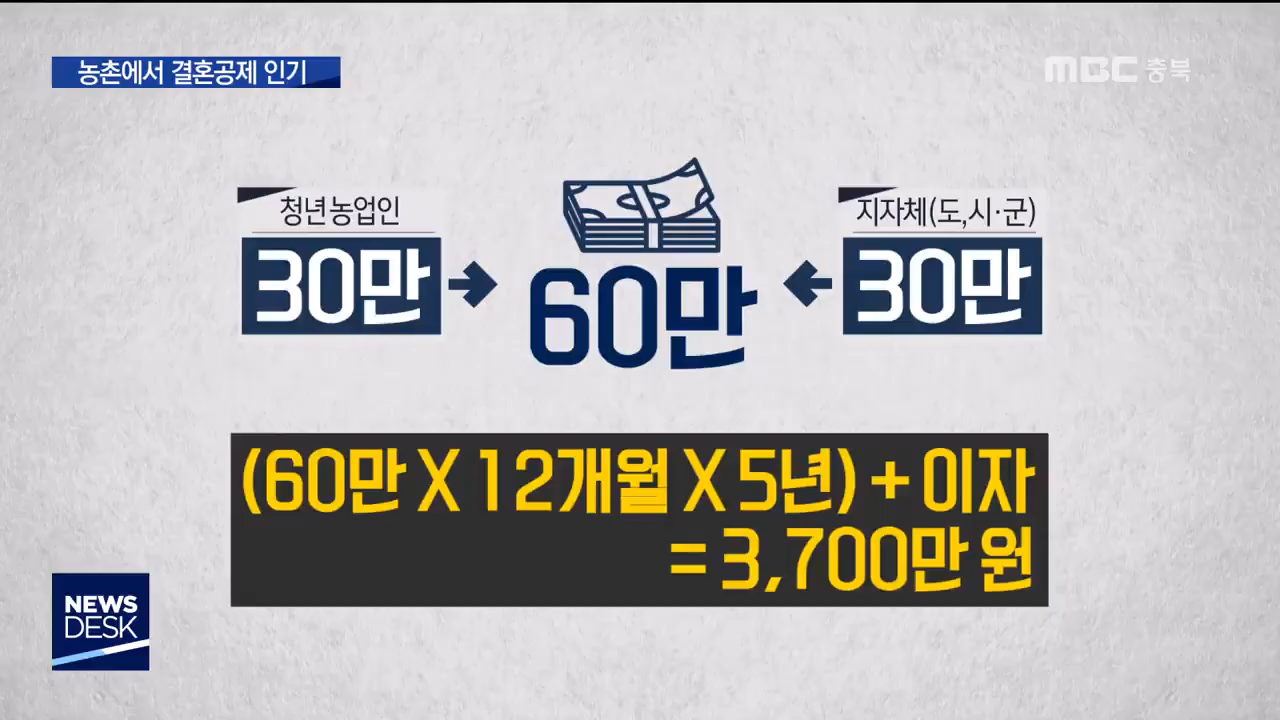 농촌에서 결혼공제 인기
MBC 충북
청년농업인
30만
60만
지자체(도,시·군)
30만
(60만 X 12개월 X 5년) + 이자
= 3,700만 원
NEWS
DESK